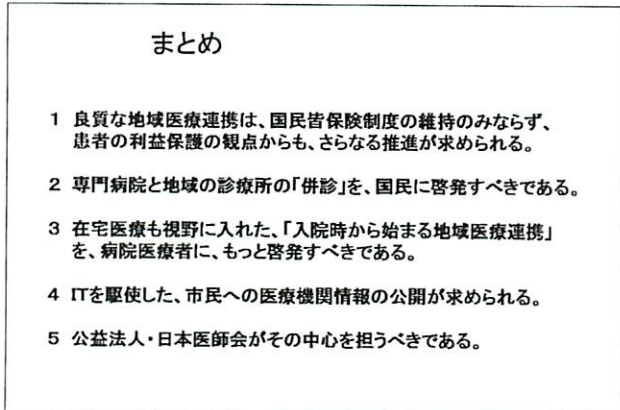 まとめ
1 良質な地域医療連携は、国民皆保険制度の維持のみならず、
患者の利益保護の観点からも、さらなる推進が求められる。
2 専門病院と地域の診療所の「併診」を、国民に啓発すべきである。
3 在宅医療も視野に入れた、「入院時から始まる地域医療連携」
を、病院医療者に、もっと啓発すべきである。
4 ITを駆使した、市民への医療機関情報の公開が求められる。
5 公益法人・日本医師会がその中心を担うべきである。